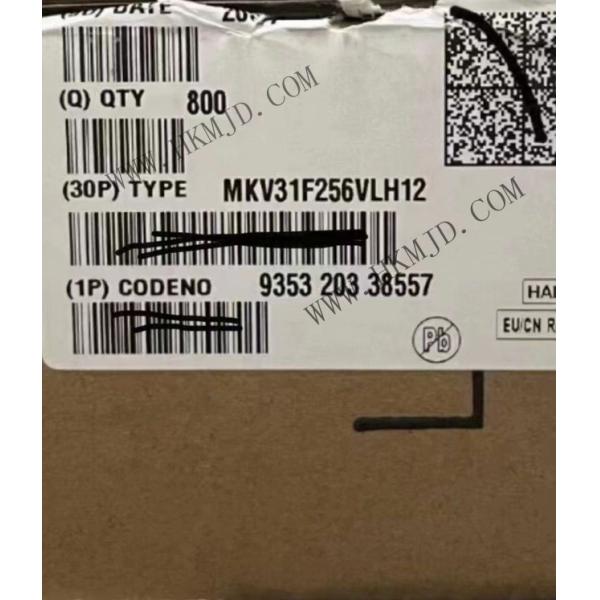 DATE
(Q) QTY 800
(30P) TYPE MKV31F256VLH12
(1P) CODENO 9353 203 38557
Pb
EU/CN R
WWW.HKMJD.COM
WWW.HKMJD.COM